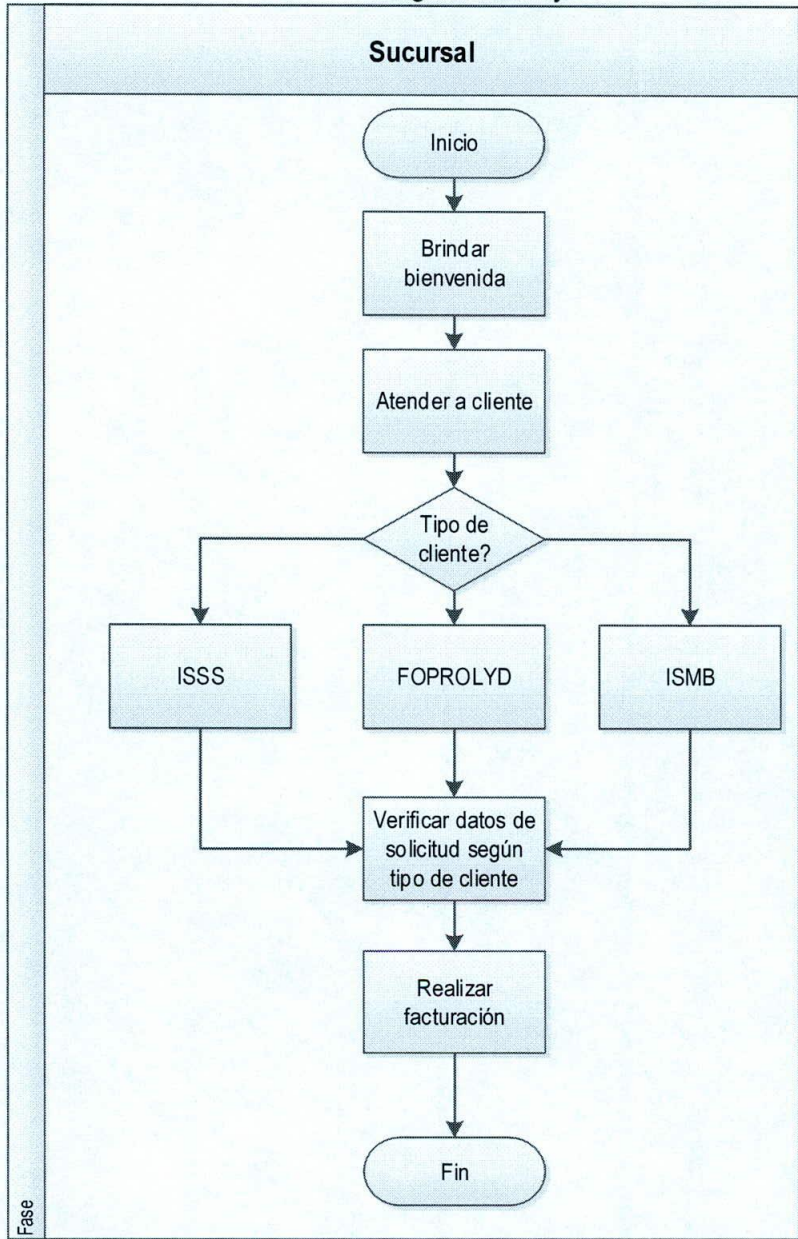 Sucursal
Inicio
Brindar
bienvenida
Atender a cliente
Tipo de
cliente?
ISSS
FOPROLYD
ISMB
Verificar datos de
solicitud según
tipo de cliente
Realizar
facturación
Fin
Fase